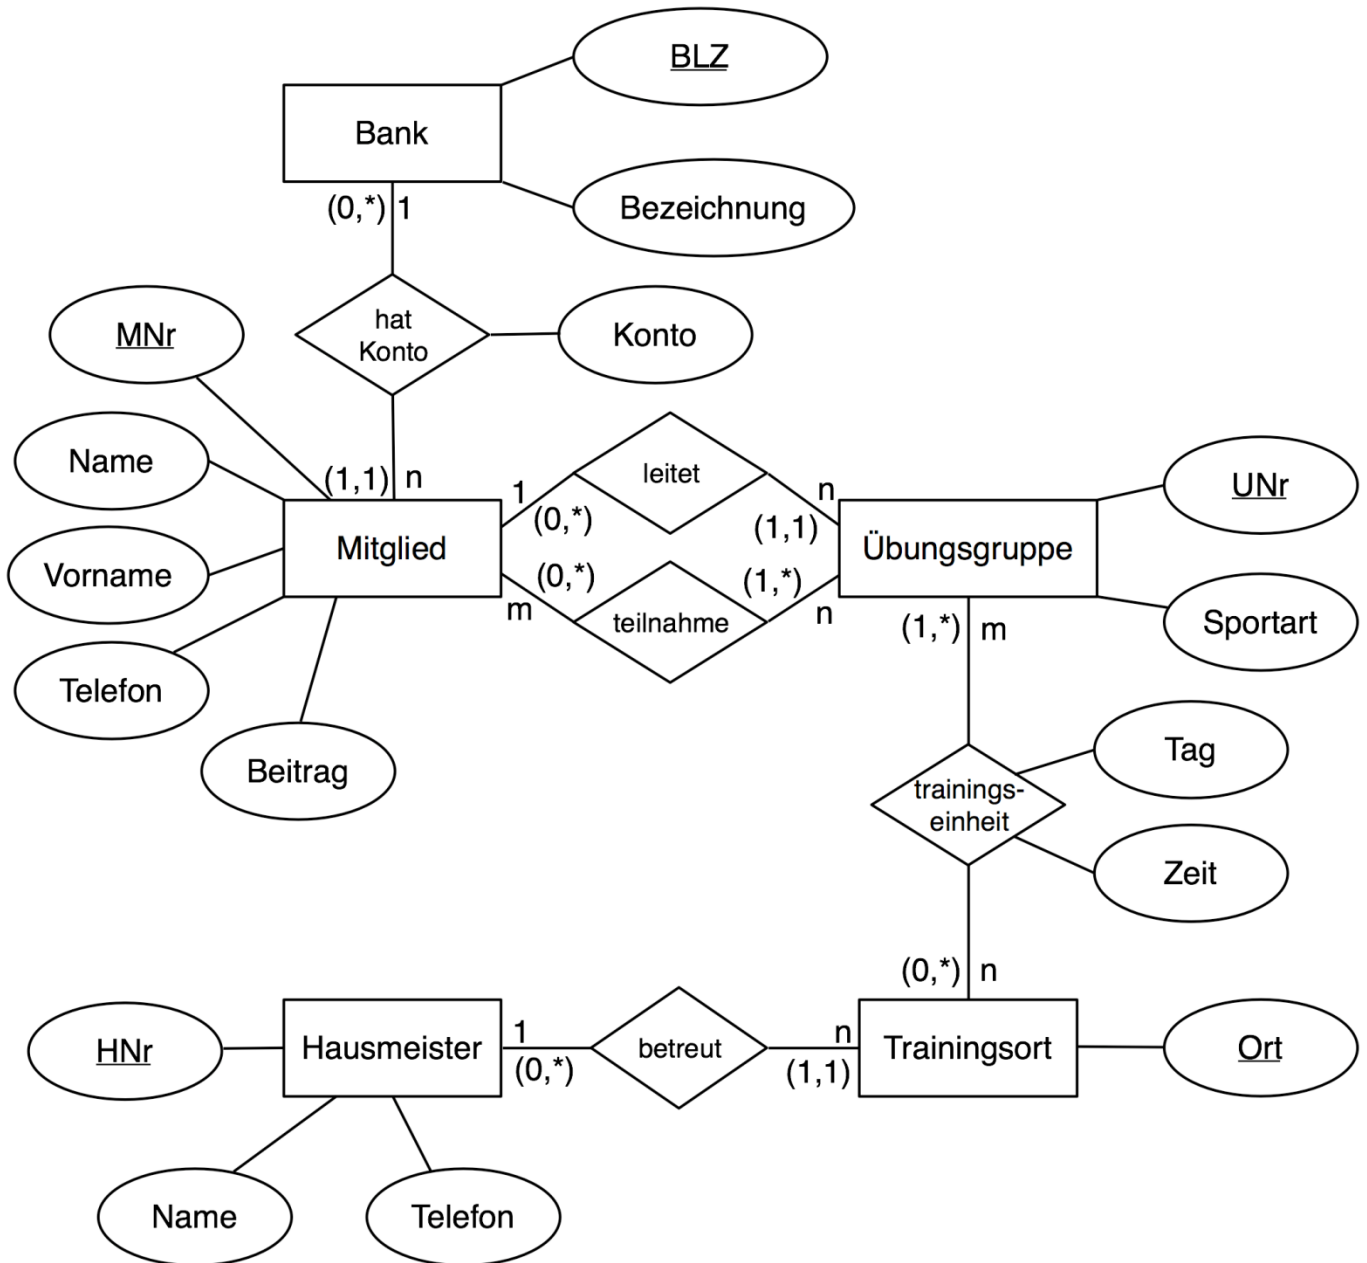 BLZ
Bank
Bezeichnung
(0,*) 1
hat
Konto
Konto
MNr
Name
(1,1) n
1
leitet
n
UNr
(0,*)
(1,1)
Mitglied
Übungsgruppe
Vorname
(0,*)
(1,*)
m
teilnahme
n
(1,*) m
Sportart
Telefon
Beitrag
Tag
trainings-
einheit
Zeit
(0,*) n
HNr
Hausmeister
1
(0,*)
betreut
n
(1,1)
Trainingsort
Ort
Name
Telefon